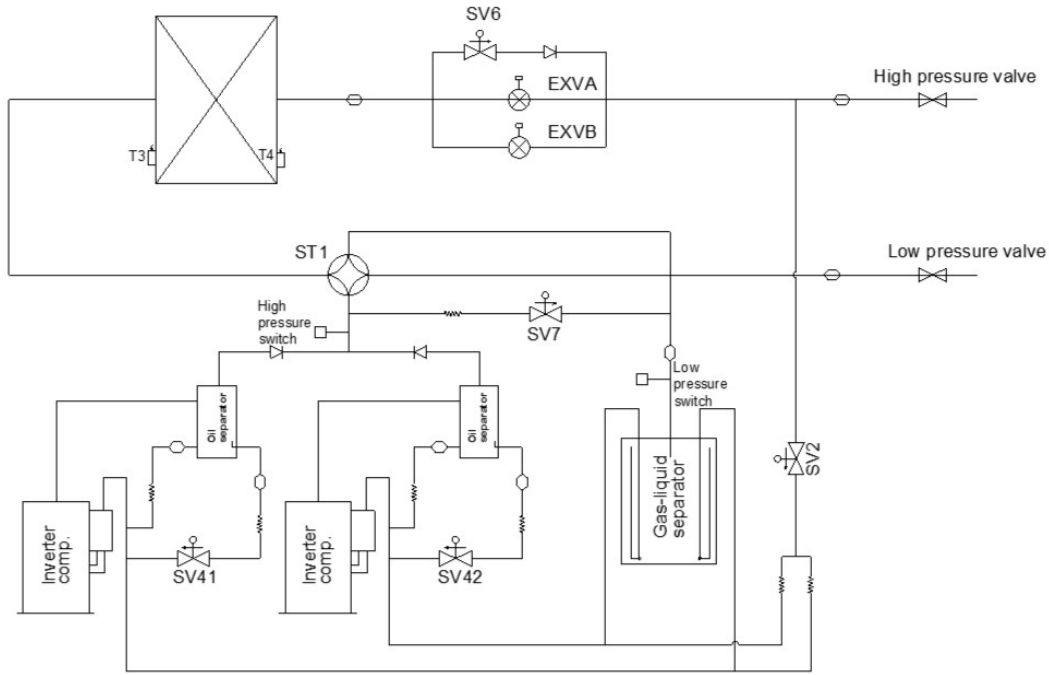 SV6
EXVA
High pressure valve
EXVB
T3
T4
ST1
Low pressure valve
High
pressure
switch
SV7
Low
pressure
switch
Oil
separator
Oil
separator
SV2
Gas-liquid
separator
Inverter
comp.
Inverter
comp.
SV41
SV42